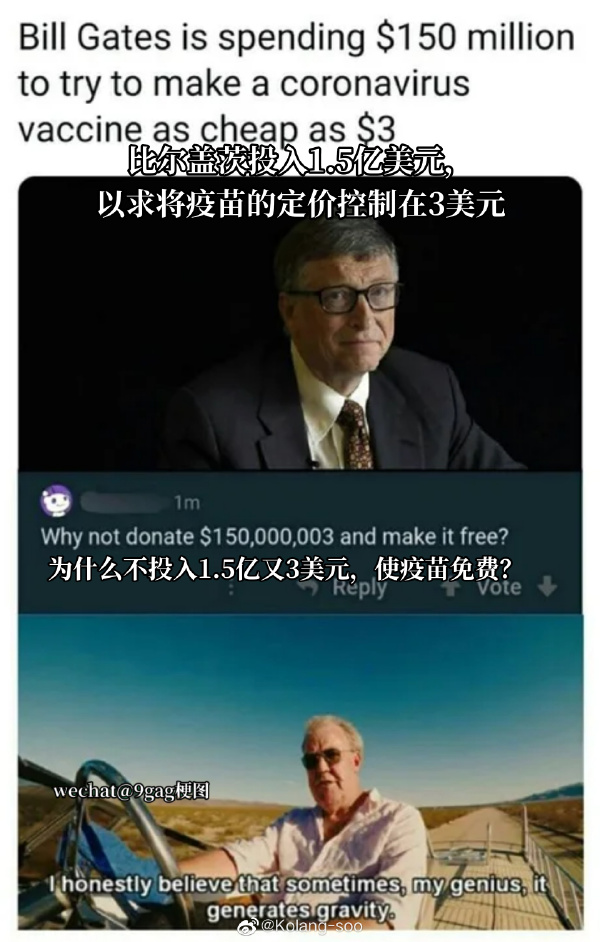 Bill Gates is spending $150 million
to try to make a coronavirus
vaccine as cheap as $3
比尔盖茨投入1.5亿美元,
以求将疫苗的定价控制在3美元
1m
Why not donate $150,000,003 and make it free?
为什么不投入1.5亿又3美元，使疫苗免费？
Reply
Vote
wechat@9gag梗图
I honestly believe that sometimes, my genius, it
generates gravity.
@Kolang-soo